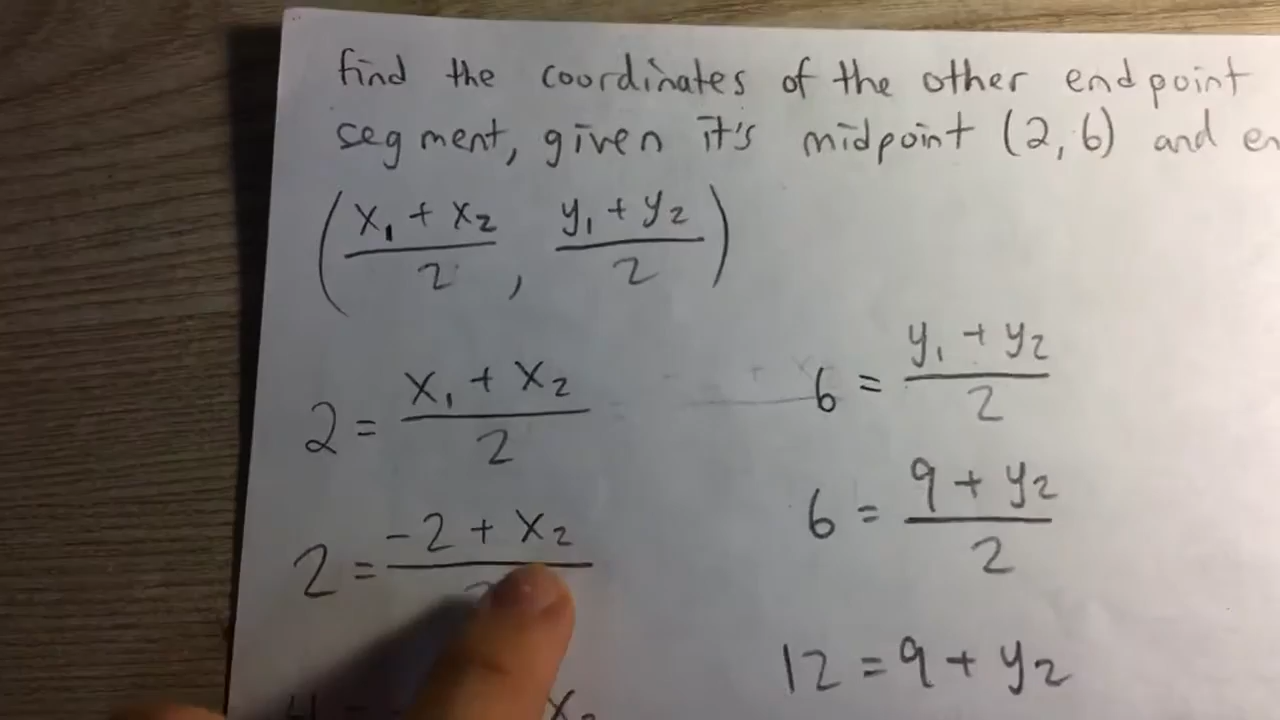 find the coordinates of the other endpoint
segment, given it's midpoint (2,6) and
(x₁ + x₂ / 2 , y₁ + y₂ / 2)
2 = x₁ + x₂ / 2
6 = y₁ + y₂ / 2
2 = -2 + x₂
6 = 9 + y₂ / 2
12 = 9 + y₂